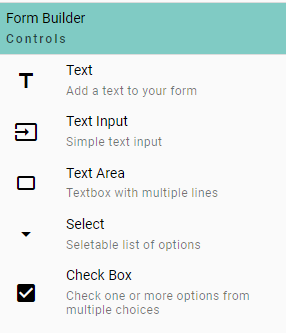 Form Builder
Controls
Text
Add a text to your form
Text Input
Simple text input
Text Area
Textbox with multiple lines
Select
Seletable list of options
Check Box
Check one or more options from
multiple choices